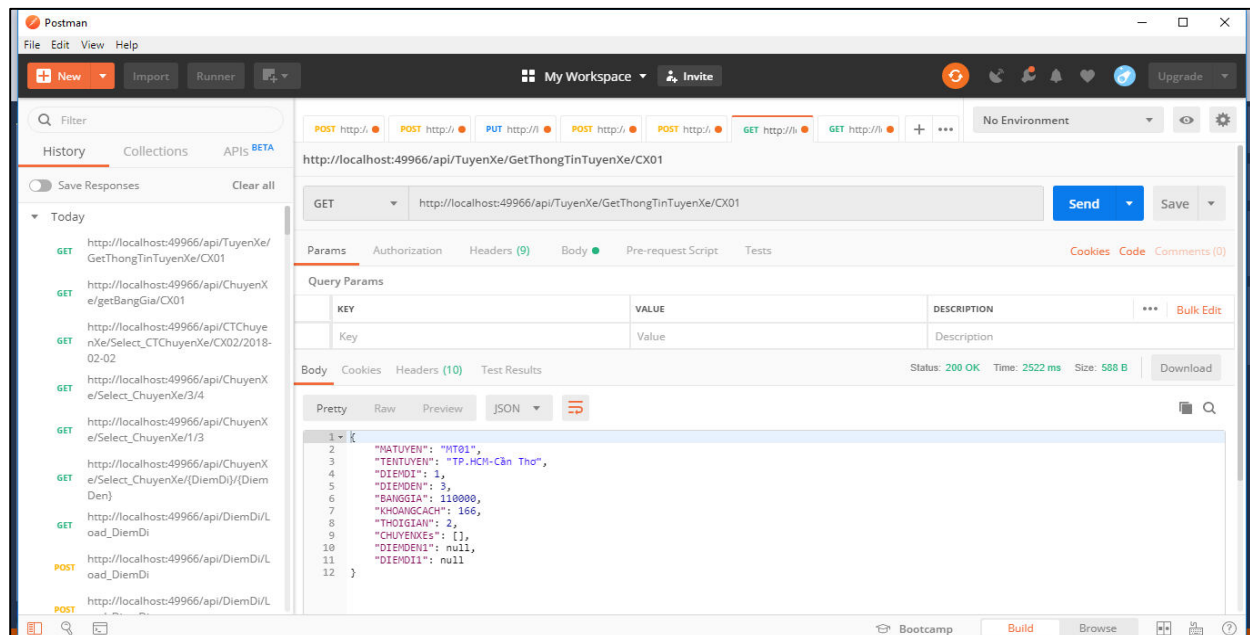 Postman
File Edit View Help
New Import Runner My Workspace Invite Upgrade
Filter
History Collections APIs BETA
Save Responses Clear all
Today
GET http://localhost:49966/api/TuyenXe/
GetThongTinTuyenXe/CX01
GET http://localhost:49966/api/ChuyenX
e/getBangGia/CX01
GET http://localhost:49966/api/CTChuye
nXe/Select_CTChuyenXe/CX02/2018-
02-02
GET http://localhost:49966/api/ChuyenX
e/Select_ChuyenXe/3/4
GET http://localhost:49966/api/ChuyenX
e/Select_ChuyenXe/1/3
GET http://localhost:49966/api/ChuyenX
e/Select_ChuyenXe/{DiemDi}/{Diem
Den}
GET http://localhost:49966/api/DiemDi/L
oad_DiemDi
POST http://localhost:49966/api/DiemDi/L
oad_DiemDi
POST http://localhost:49966/api/DiemDi/L
POST http:/ POST http:/ PUT http://l POST http:/ POST http:/ GET http://l GET http://l + ••• No Environment
http://localhost:49966/api/TuyenXe/GetThongTinTuyenXe/CX01
GET http://localhost:49966/api/TuyenXe/GetThongTinTuyenXe/CX01 Send Save
Params Authorization Headers (9) Body Pre-request Script Tests Cookies Code Comments (0)
Query Params
KEY VALUE DESCRIPTION ••• Bulk Edit
Key Value Description
Body Cookies Headers (10) Test Results Status: 200 OK Time: 2522 ms Size: 588 B Download
Pretty Raw Preview JSON
1 {
2 "MATUYEN": "MT01",
3 "TENTUYEN": "TP.HCM-Cần Thơ",
4 "DIEMDI": 1,
5 "DIEMDEN": 3,
6 "BANGGIA": 110000,
7 "KHOANGCACH": 166,
8 "THOIGIAN": 2,
9 "CHUYENXEs": [],
10 "DIEMDEN1": null,
11 "DIEMDI1": null
12 }
Bootcamp Build Browse